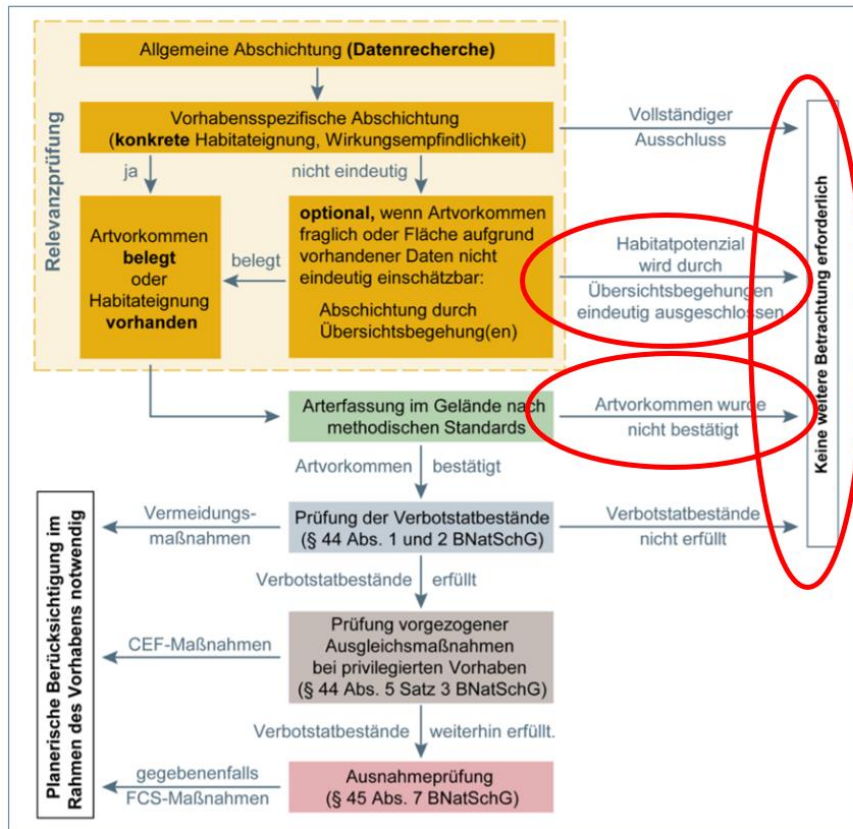 Relevanzprüfung
Allgemeine Abschichtung (Datenrecherche)
Vorhabensspezifische Abschichtung
(konkrete Habitateignung, Wirkungsempfindlichkeit)
Vollständiger
Ausschluss
ja
nicht eindeutig
Artvorkommen
belegt
oder
Habitateignung
vorhanden
belegt
optional, wenn Artvorkommen
fraglich oder Fläche aufgrund
vorhandener Daten nicht
eindeutig einschätzbar:
Abschichtung durch
Übersichtsbegehung(en)
Habitatpotenzial
wird durch
Übersichtsbegehungen
eindeutig ausgeschlossen
Keine weitere Betrachtung erforderlich
Arterfassung im Gelände nach
methodischen Standards
Artvorkommen wurde
nicht bestätigt
Artvorkommen bestätigt
Planerische Berücksichtigung im
Rahmen des Vorhabens notwendig
Vermeidungs-
maßnahmen
Prüfung der Verbotstatbestände
(§ 44 Abs. 1 und 2 BNatSchG)
Verbotstatbestände
nicht erfüllt
Verbotstatbestände erfüllt
CEF-Maßnahmen
Prüfung vorgezogener
Ausgleichsmaßnahmen
bei privilegierten Vorhaben
(§ 44 Abs. 5 Satz 3 BNatSchG)
Verbotstatbestände weiterhin erfüllt.
gegebenenfalls
FCS-Maßnahmen
Ausnahmeprüfung
(§ 45 Abs. 7 BNatSchG)